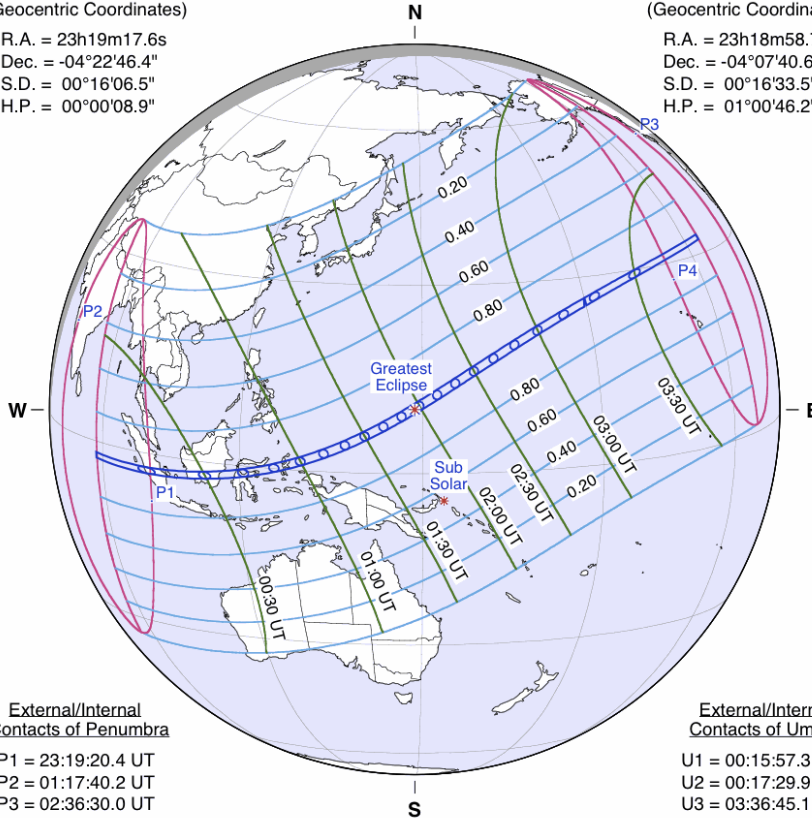 Geocentric Coordinates)
R.A. = 23h19m17.6s
Dec. = -04°22'46.4"
S.D. = 00°16'06.5"
H.P. = 00°00'08.9"
N
(Geocentric Coordina
R.A. = 23h18m58.
Dec. = -04°07'40.6
S.D. = 00°16'33.5
H.P. = 01°00'46.2
P3
0.20
0.40
0.60
0.80
P4
P2
Greatest
Eclipse
W
E
0.80
0.60
0.40
0.20
03:30 UT
03:00 UT
02:30 UT
02:00 UT
01:30 UT
01:00 UT
00:30 UT
Sub
Solar
P1
External/Internal
Contacts of Penumbra
P1 = 23:19:20.4 UT
P2 = 01:17:40.2 UT
P3 = 02:36:30.0 UT
S
External/Intern
Contacts of Um
U1 = 00:15:57.3
U2 = 00:17:29.9
U3 = 03:36:45.1